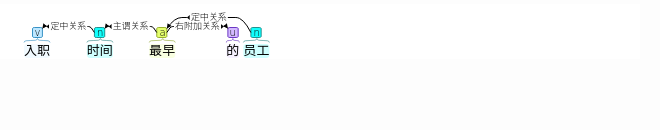 定中关系
定中关系 主谓关系 右附加关系
v n a u n
入职 时间 最早 的 员工